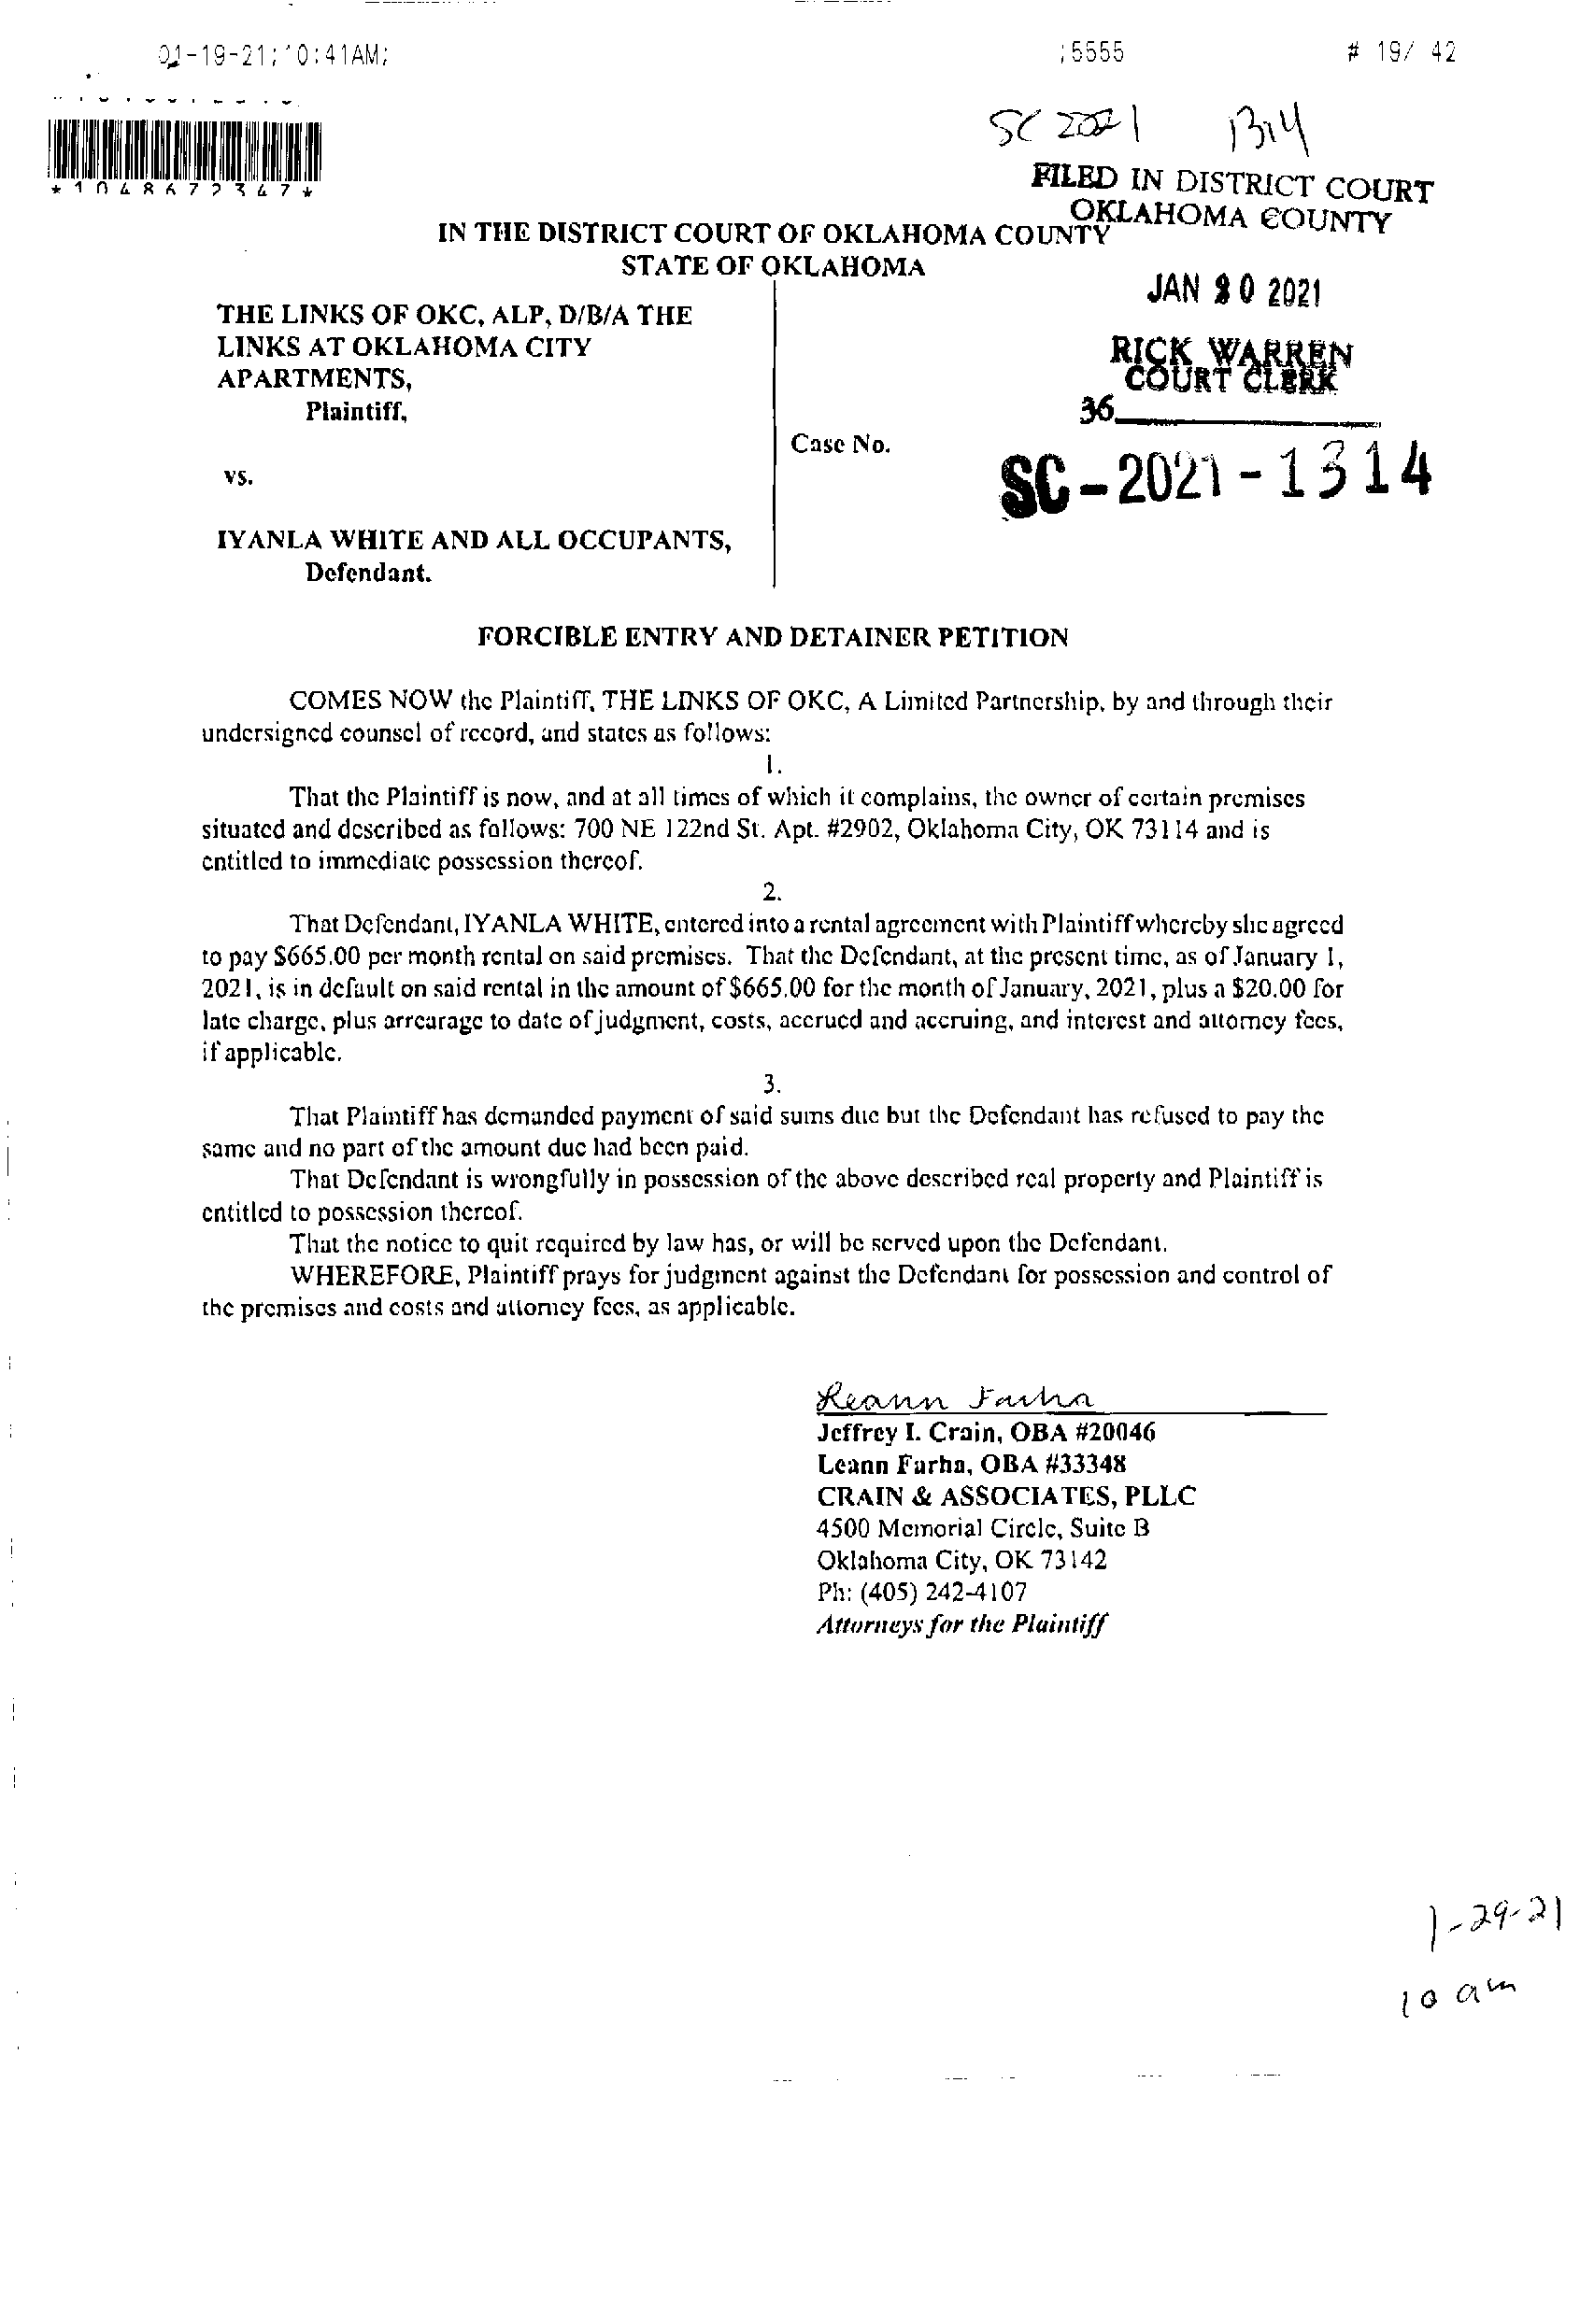 01-19-21;10:41AM;
;5555
# 19/ 42
SC 2021 1314
*1048672347*
FILED IN DISTRICT COURT
OKLAHOMA COUNTY
IN THE DISTRICT COURT OF OKLAHOMA COUNTY
STATE OF OKLAHOMA
JAN 20 2021
THE LINKS OF OKC, ALP, D/B/A THE
LINKS AT OKLAHOMA CITY
APARTMENTS,
Plaintiff,
RICK WARREN
COURT CLERK
36
Case No.
SC-2021-1314
vs.
IYANLA WHITE AND ALL OCCUPANTS,
Defendant.
FORCIBLE ENTRY AND DETAINER PETITION
COMES NOW the Plaintiff, THE LINKS OF OKC, A Limited Partnership, by and through their
undersigned counsel of record, and states as follows:
1.
That the Plaintiff is now, and at all times of which it complains, the owner of certain premises
situated and described as follows: 700 NE 122nd St. Apt. #2902, Oklahoma City, OK 73114 and is
entitled to immediate possession thereof.
2.
That Defendant, IYANLA WHITE, entered into a rental agreement with Plaintiff whereby she agreed
to pay $665.00 per month rental on said premises. That the Defendant, at the present time, as of January 1,
2021, is in default on said rental in the amount of $665.00 for the month of January, 2021, plus a $20.00 for
late charge, plus arrearage to date of judgment, costs, accrued and accruing, and interest and attorney fees,
if applicable.
3.
That Plaintiff has demanded payment of said sums due but the Defendant has refused to pay the
same and no part of the amount due had been paid.
That Defendant is wrongfully in possession of the above described real property and Plaintiff is
entitled to possession thereof.
That the notice to quit required by law has, or will be served upon the Defendant.
WHEREFORE, Plaintiff prays for judgment against the Defendant for possession and control of
the premises and costs and attorney fees, as applicable.
Leann Farha
Jeffrey I. Crain, OBA #20046
Leann Farha, OBA #33348
CRAIN & ASSOCIATES, PLLC
4500 Memorial Circle, Suite B
Oklahoma City, OK 73142
Ph: (405) 242-4107
Attorneys for the Plaintiff
1-29-21
10 am